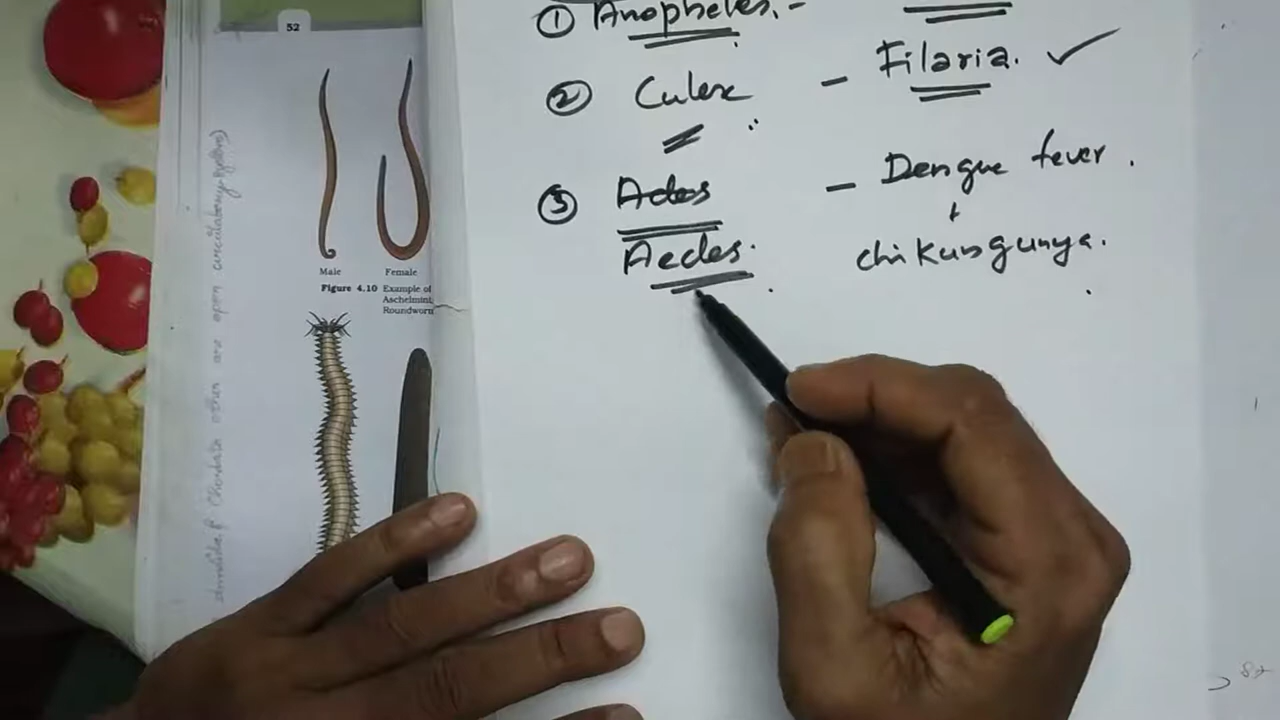 52
Male Female
Figure 4.10 Example of
Aschelmint
Roundworm
① Anopheles. -
② Culex - Filaria. ✓
③ Ades - Dengue fever.
+
Aedes. chikungunya.